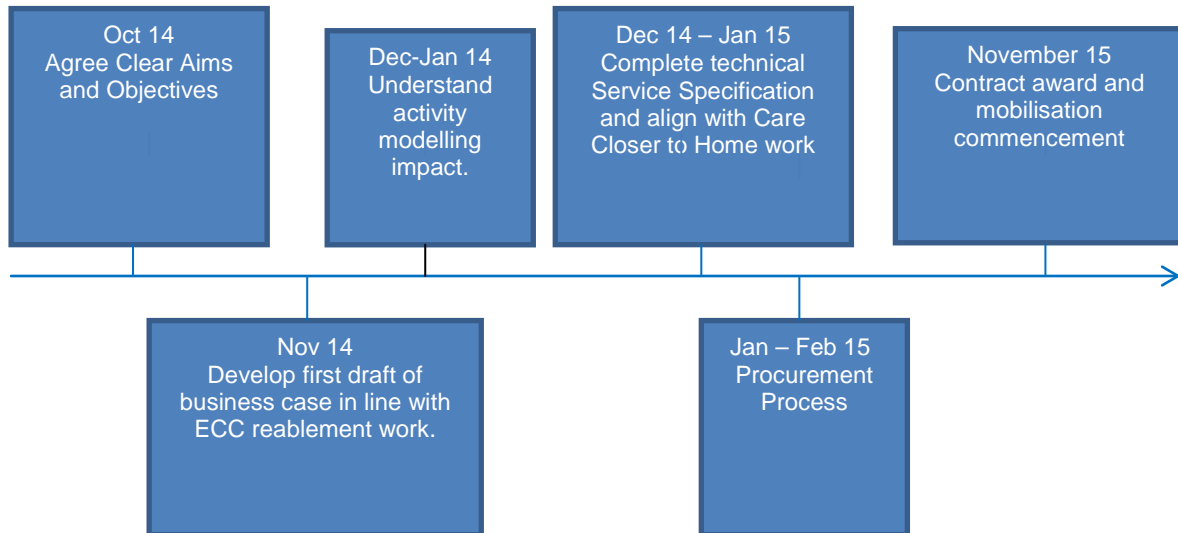 Oct 14
Agree Clear Aims
and Objectives
Nov 14
Develop first draft of
business case in line with
ECC reablement work.
Dec-Jan 14
Understand
activity
modelling
impact.
Dec 14 – Jan 15
Complete technical
Service Specification
and align with Care
Closer to Home work
Jan – Feb 15
Procurement
Process
November 15
Contract award and
mobilisation
commencement